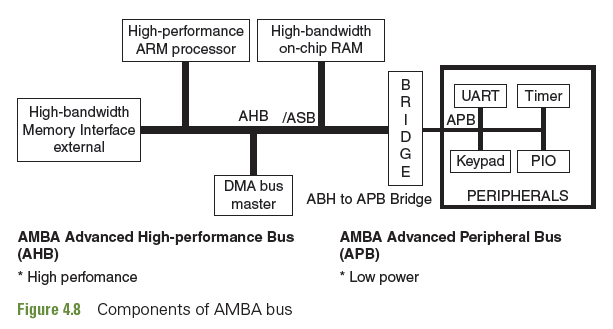 High-performance
ARM processor
High-bandwidth
on-chip RAM
High-bandwidth
Memory Interface
external
AHB /ASB
BRIDGE
UART
Timer
APB
Keypad
PIO
PERIPHERALS
DMA bus
master
ABH to APB Bridge
AMBA Advanced High-performance Bus
(AHB)
* High perfomance
AMBA Advanced Peripheral Bus
(APB)
* Low power
Figure 4.8 Components of AMBA bus